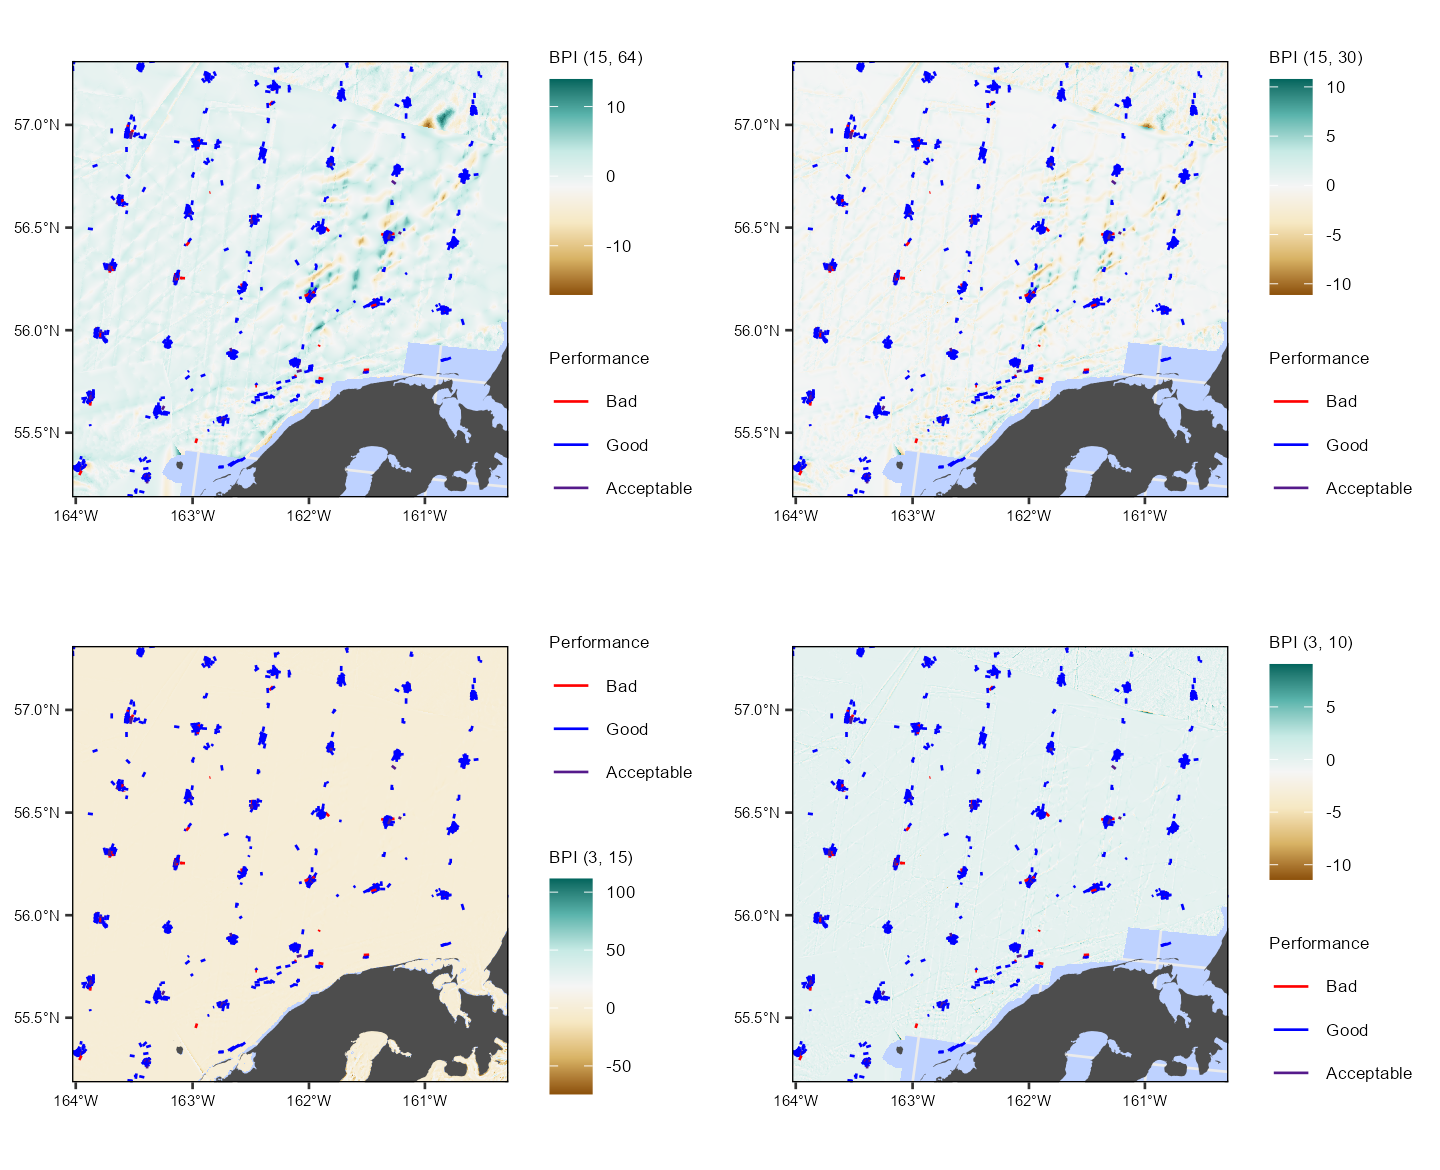 BPI (15, 64)
10
0
-10
Performance
Bad
Good
Acceptable
57.0°N
56.5°N
56.0°N
55.5°N
164°W
163°W
162°W
161°W
BPI (15, 30)
10
5
0
-5
-10
Performance
Bad
Good
Acceptable
57.0°N
56.5°N
56.0°N
55.5°N
164°W
163°W
162°W
161°W
Performance
Bad
Good
Acceptable
BPI (3, 15)
100
50
0
-50
57.0°N
56.5°N
56.0°N
55.5°N
164°W
163°W
162°W
161°W
BPI (3, 10)
5
0
-5
-10
Performance
Bad
Good
Acceptable
57.0°N
56.5°N
56.0°N
55.5°N
164°W
163°W
162°W
161°W